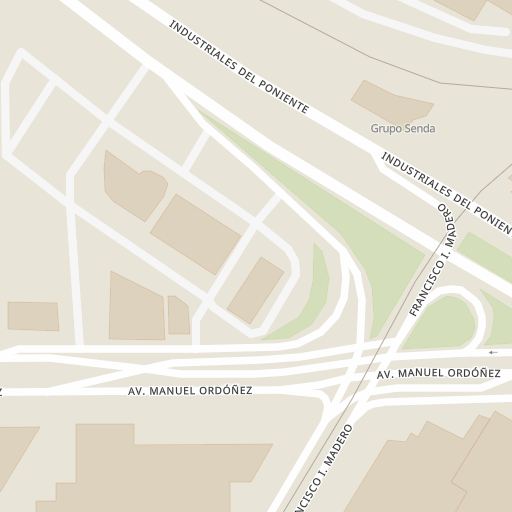 INDUSTRIALES DEL PONIENTE
Grupo Senda
INDUSTRIALES DEL PONIEN
FRANCISCO I. MADERO
←
AV. MANUEL ORDÓÑEZ
Z
AV. MANUEL ORDÓÑEZ
NCISCO I. MADERO